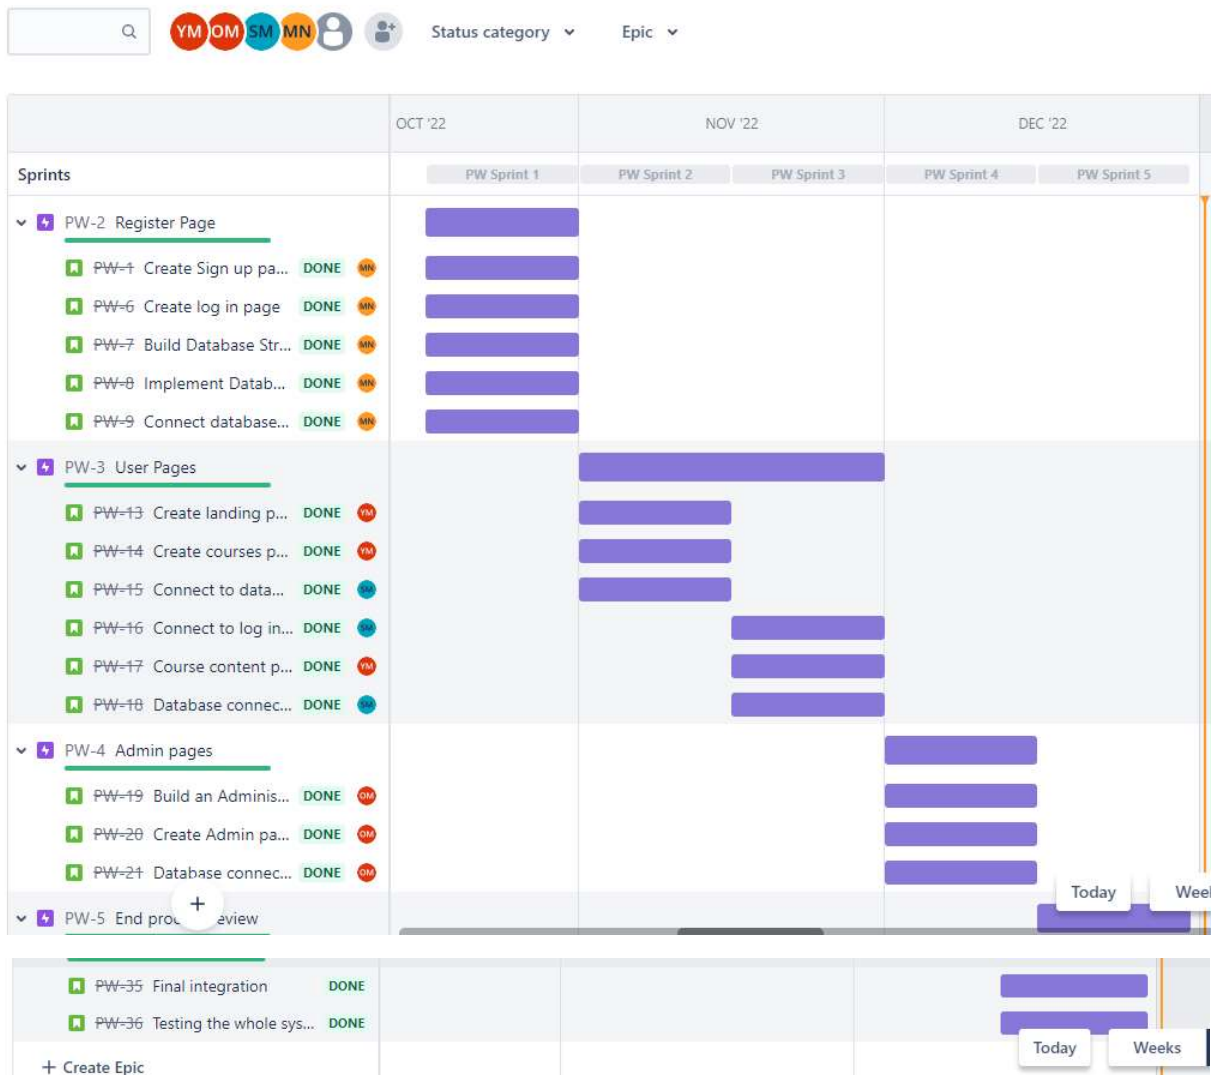 YM OM SM MN Status category Epic
OCT '22 NOV '22 DEC '22
Sprints PW Sprint 1 PW Sprint 2 PW Sprint 3 PW Sprint 4 PW Sprint 5
PW-2 Register Page
PW-1 Create Sign up pa... DONE MN
PW-6 Create log in page DONE MN
PW-7 Build Database Str... DONE MN
PW-8 Implement Datab... DONE MN
PW-9 Connect database... DONE MN
PW-3 User Pages
PW-13 Create landing p... DONE YM
PW-14 Create courses p... DONE YM
PW-15 Connect to data... DONE SM
PW-16 Connect to log in... DONE SM
PW-17 Course content p... DONE YM
PW-18 Database connec... DONE SM
PW-4 Admin pages
PW-19 Build an Adminis... DONE OM
PW-20 Create Admin pa... DONE OM
PW-21 Database connec... DONE OM
Today
PW-5 End
PW-35 Final integration DONE
PW-36 Testing the whole sys... DONE
Today Weeks
+ Create Epic